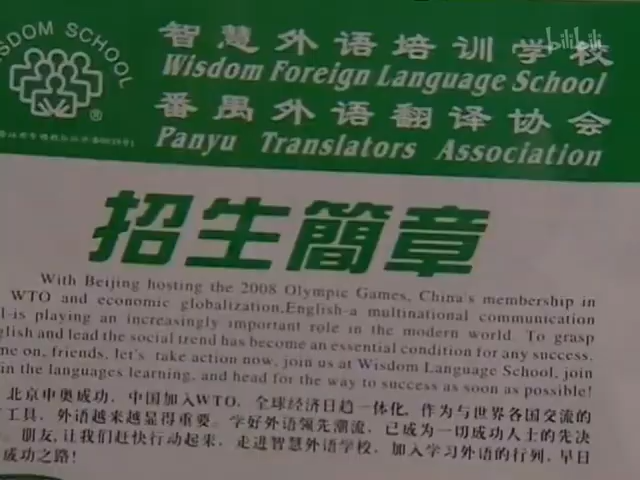 bilibili
WISDOM SCHOOL
®
智慧外语培训学校
Wisdom Foreign Language School
番禺外语翻译协会
Panyu Translators Association
招生簡章
With Beijing hosting the 2008 Olympic Games, China's membership in
WTO and economic globalization,English-a multinational communication
l-is playing an increasingly important role in the modern world. To grasp
glish and lead the social trend has become an essential condition for any success.
me on, friends, let's take action now, join us at Wisdom Language School, join
in the languages learning, and head for the way to success as soon as possible!
北京申奥成功，中国加入WTO，全球经济日趋一体化，作为与世界各国交流的
工具，外语越来越显得重要。学好外语领先潮流，已成为一切成功人士的先决
。朋友，让我们赶快行动起来，走进智慧外语学校，加入学习外语的行列，早日
成功之路！